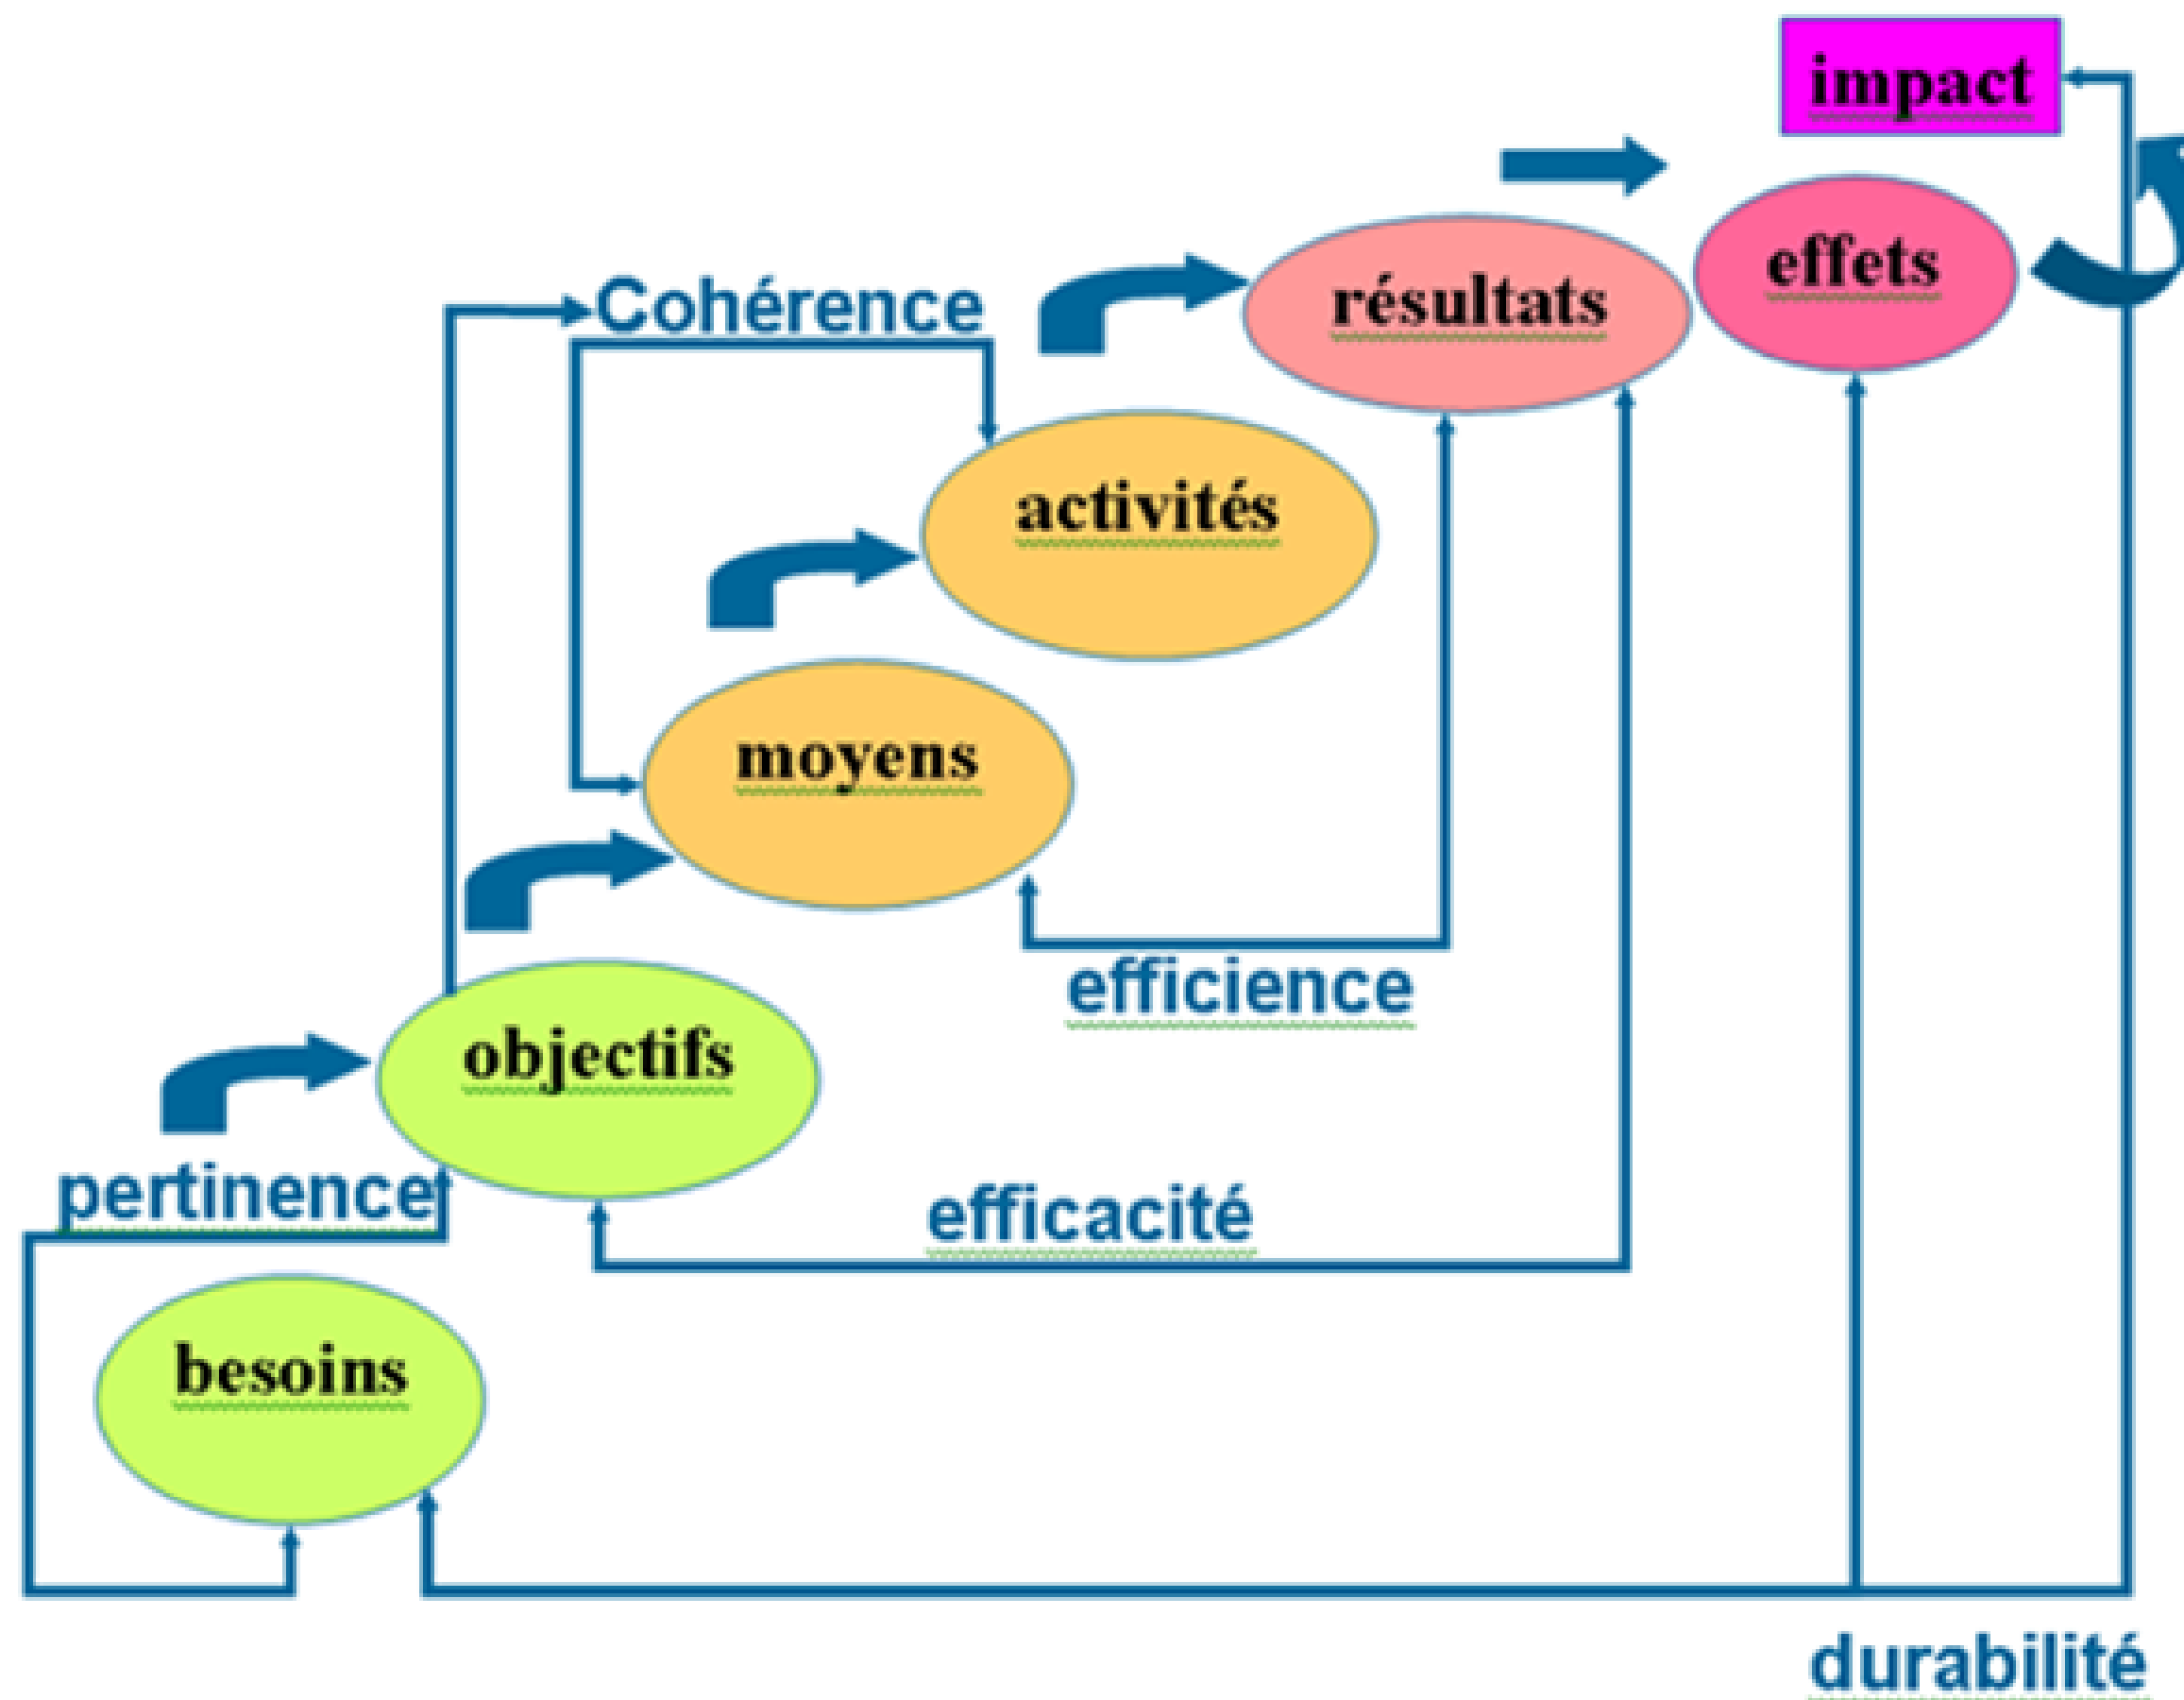 impact
effets
résultats
Cohérence
activités
moyens
efficience
objectifs
pertinence
efficacité
besoins
durabilité